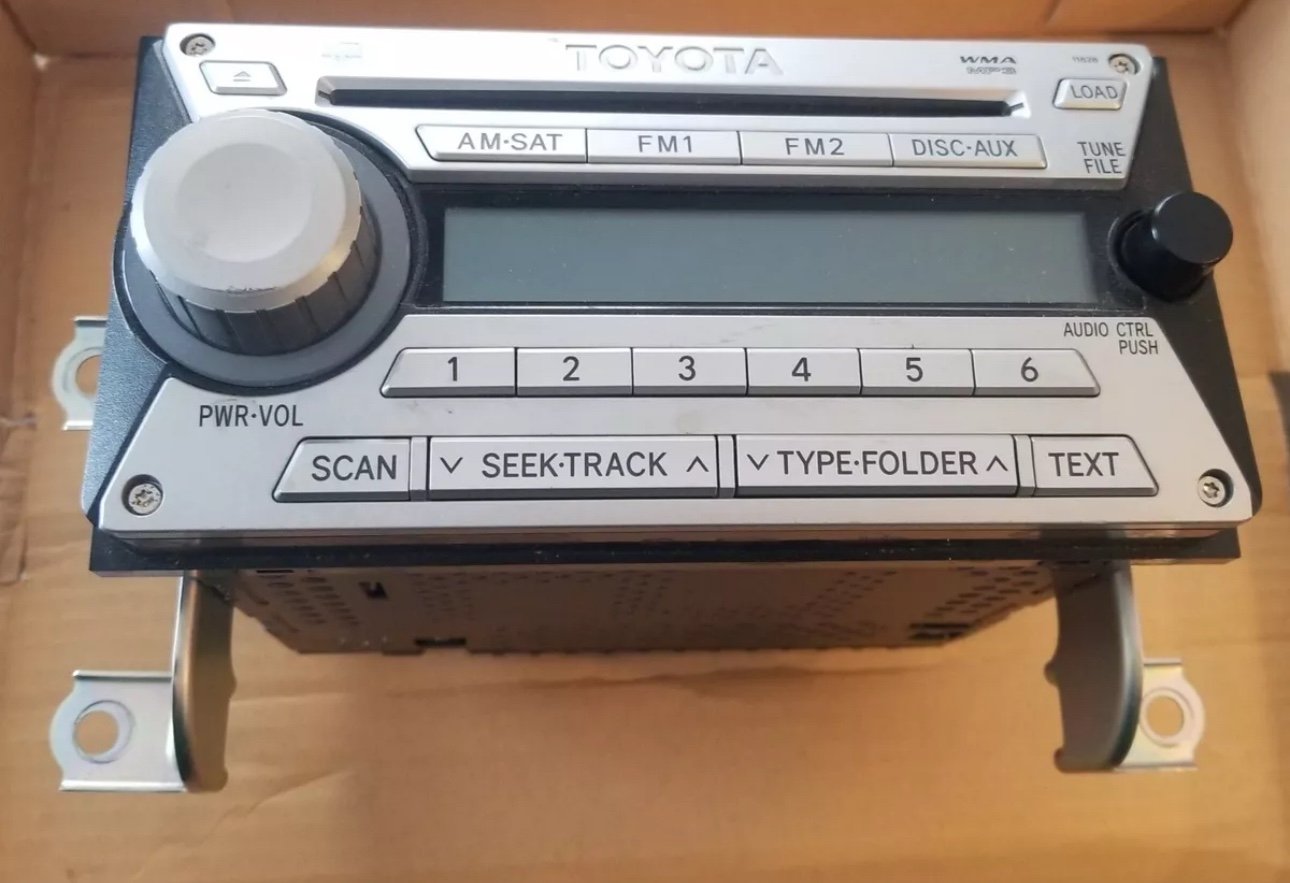 TOYOTA
WMA
MP3
11828
LOAD
AM·SAT FM1 FM2 DISC·AUX
TUNE
FILE
AUDIO CTRL
PUSH
1 2 3 4 5 6
PWR·VOL
SCAN ∨ SEEK·TRACK ∧ ∨ TYPE·FOLDER ∧ TEXT